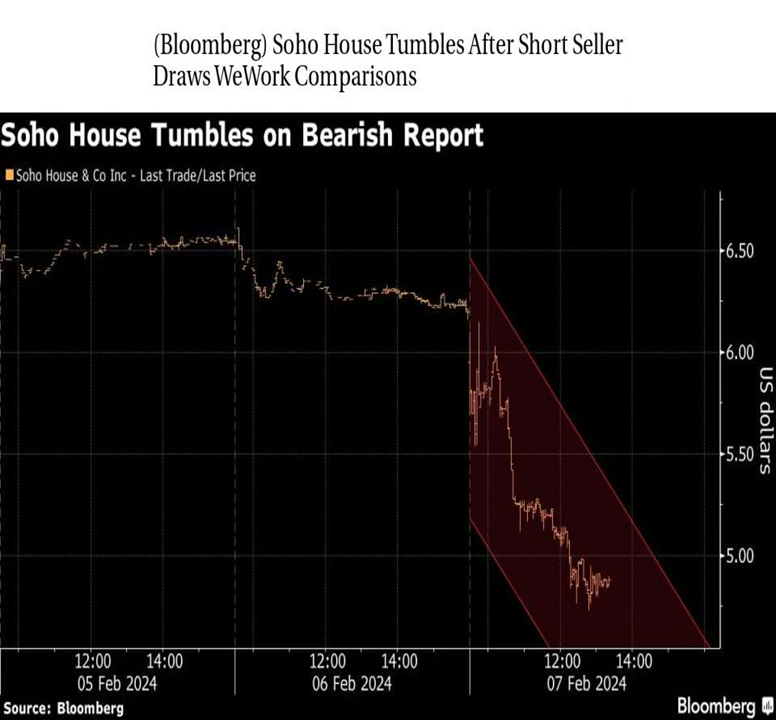 (Bloomberg) Soho House Tumbles After Short Seller
Draws WeWork Comparisons
Soho House Tumbles on Bearish Report
Soho House & Co Inc - Last Trade/Last Price
6.50
6.00
5.50
5.00
US dollars
12:00 14:00 12:00 14:00 12:00 14:00
05 Feb 2024 06 Feb 2024 07 Feb 2024
Source: Bloomberg
Bloomberg